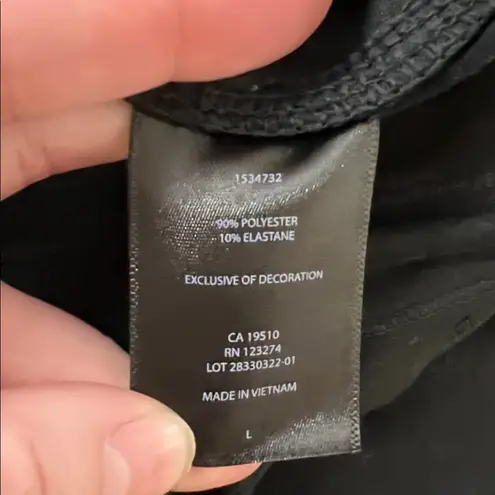 1534732
90% POLYESTER
10% ELASTANE
EXCLUSIVE OF DECORATION
CA 19510
RN 123274
LOT 28330322-01
MADE IN VIETNAM
L